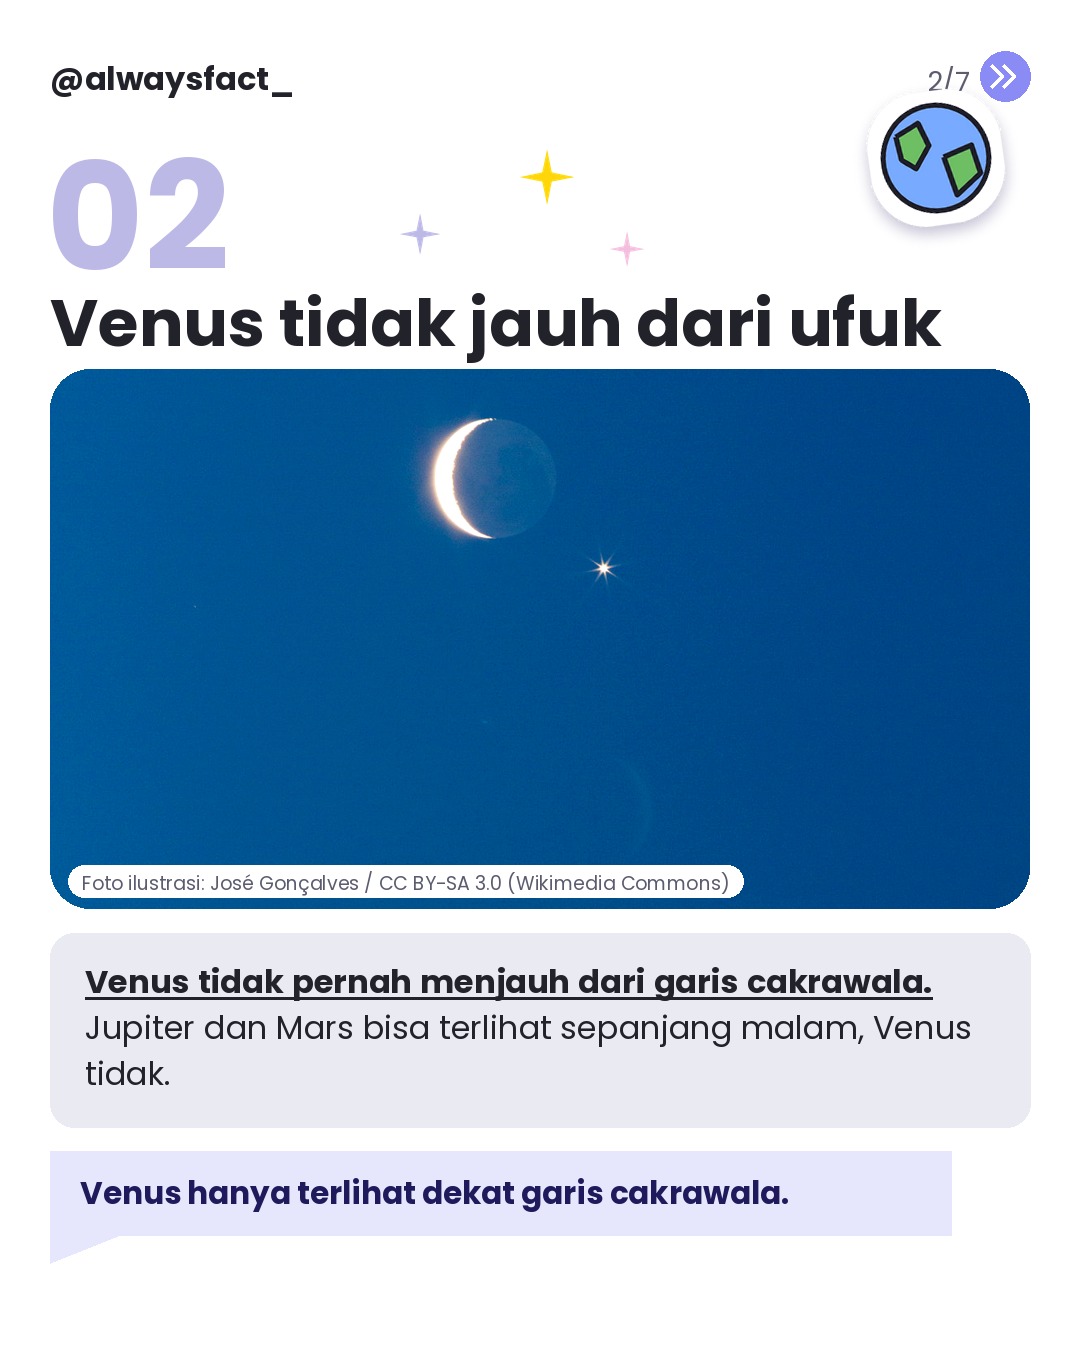 @alwaysfact_
2/7
02
Venus tidak jauh dari ufuk
Foto ilustrasi: José Gonçalves / CC BY-SA 3.0 (Wikimedia Commons)
Venus tidak pernah menjauh dari garis cakrawala.
Jupiter dan Mars bisa terlihat sepanjang malam, Venus
tidak.
Venus hanya terlihat dekat garis cakrawala.